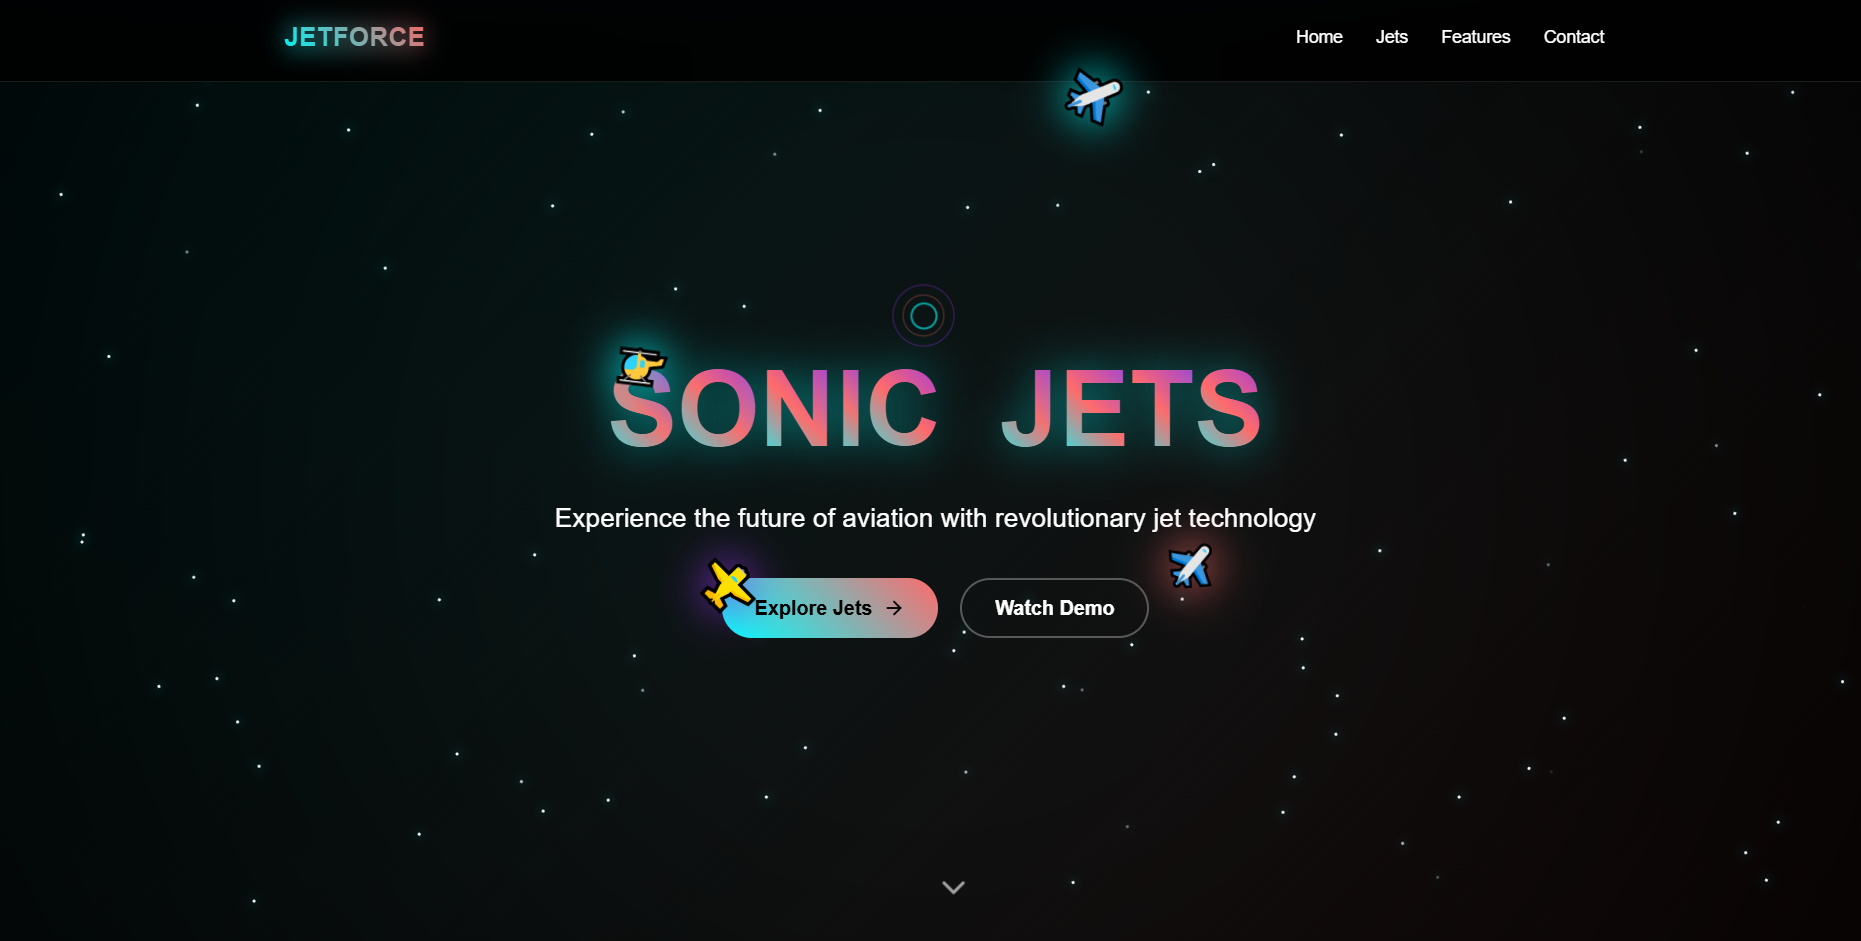 JETFORCE
Home Jets Features Contact
SONIC JETS
Experience the future of aviation with revolutionary jet technology
Explore Jets →
Watch Demo